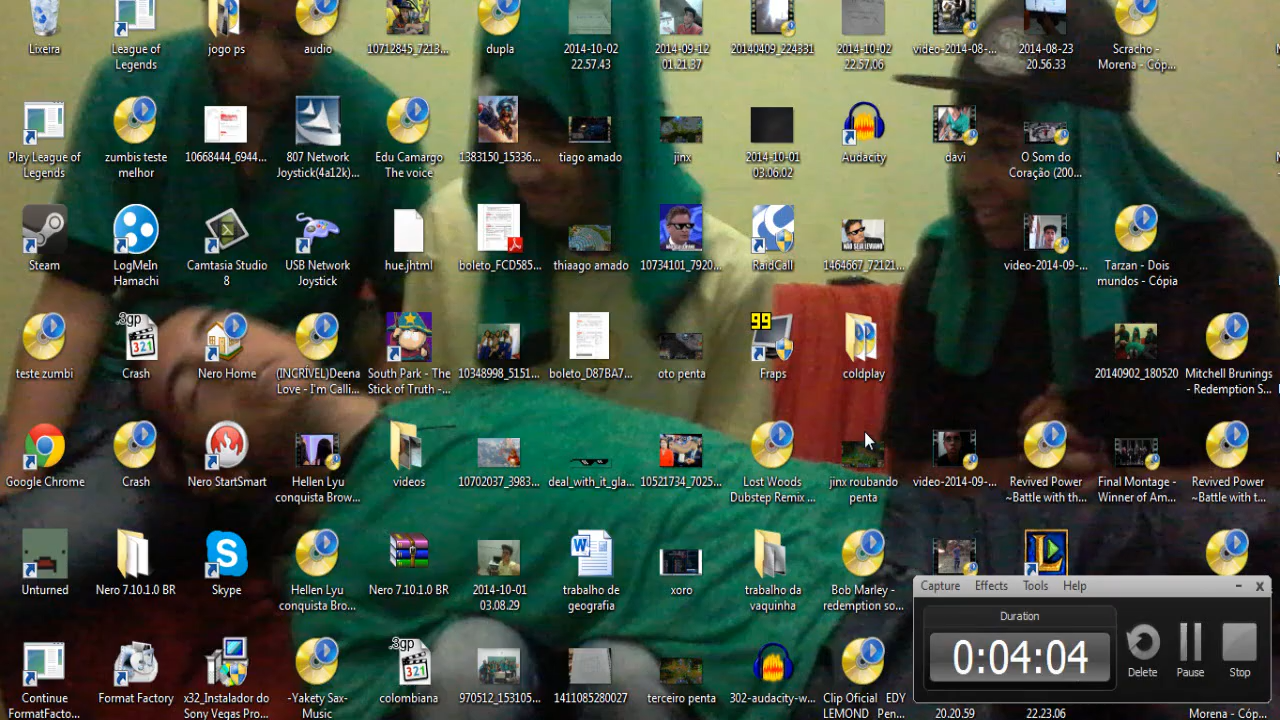 Lixeira
League of
Legends
jogo ps
audio
10712845_7213...
dupla
2014-10-02
22.57.43
2014-09-12
01.21.37
20140409_224331
2014-10-02
22.57.06
video-2014-08-...
2014-08-23
20.56.33
Scracho -
Morena - Cóp...
Play League of
Legends
zumbis teste
melhor
10668444_6944...
807 Network
Joystick(4a12k)...
Edu Camargo
The voice
1383150_15336...
tiago amado
jinx
2014-10-01
03.06.02
Audacity
davi
O Som do
Coração (200...
Steam
LogMeIn
Hamachi
Camtasia Studio
8
USB Network
Joystick
hue.jhtml
boleto_FCD585...
thiaago amado
10734101_7920...
RaidCall
NÃO SEJA LEVIANO
1464667_72121...
video-2014-09-...
Tarzan - Dois
mundos - Cópia
teste zumbi
.3gp
321
Crash
Nero Home
(INCRÍVEL)Deena
Love - I'm Calli...
South Park - The
Stick of Truth -...
10348998_5151...
boleto_D87BA7...
oto penta
99
Fraps
coldplay
20140902_180520
Mitchell Brunings
- Redemption S...
Google Chrome
Crash
Nero StartSmart
Hellen Lyu
conquista Brow...
videos
10702037_3983...
deal_with_it_gla...
10521734_7025...
Lost Woods
Dubstep Remix ...
jinx roubando
penta
video-2014-09-...
Revived Power
~Battle with th...
Final Montage -
Winner of Am...
Revived Power
~Battle with t...
Unturned
Nero 7.10.1.0 BR
Skype
Hellen Lyu
conquista Bro...
Nero 7.10.1.0 BR
2014-10-01
03.08.29
trabalho de
geografia
xoro
trabalho da
vaquinha
Bob Marley -
redemption so...
Continue
FormatFacto...
Format Factory
x32_Instalador do
Sony Vegas Pro...
-Yakety Sax-
Music
.3gp
321
colombiana
970512_153105...
1411085280027
terceiro penta
302-audacity-w...
Clip Oficial EDY
LEMOND Pen...
20.20.59
22.23.06
Morena - Cóp...
Capture
Effects
Tools
Help
Duration
0:04:04
Delete
Pause
Stop